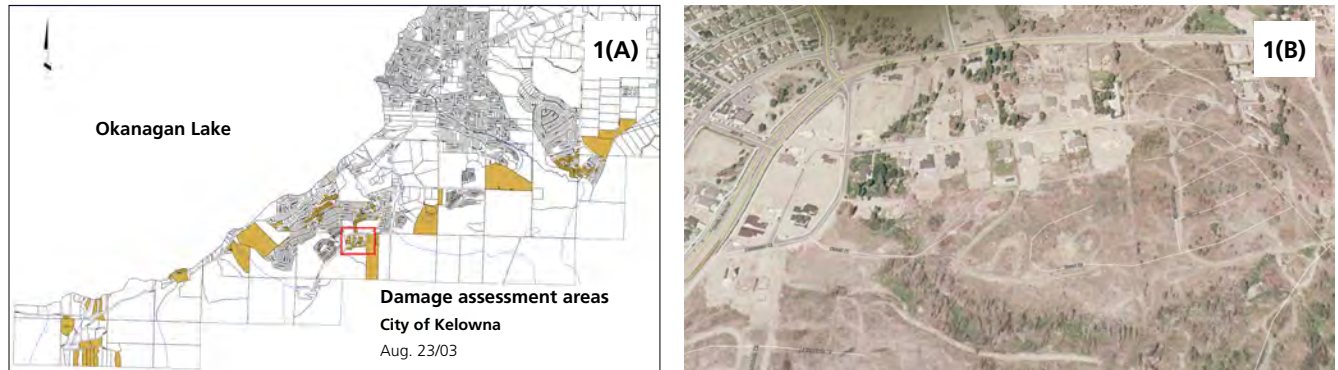 1(A)
Okanagan Lake
Damage assessment areas
City of Kelowna
Aug. 23/03
1(B)